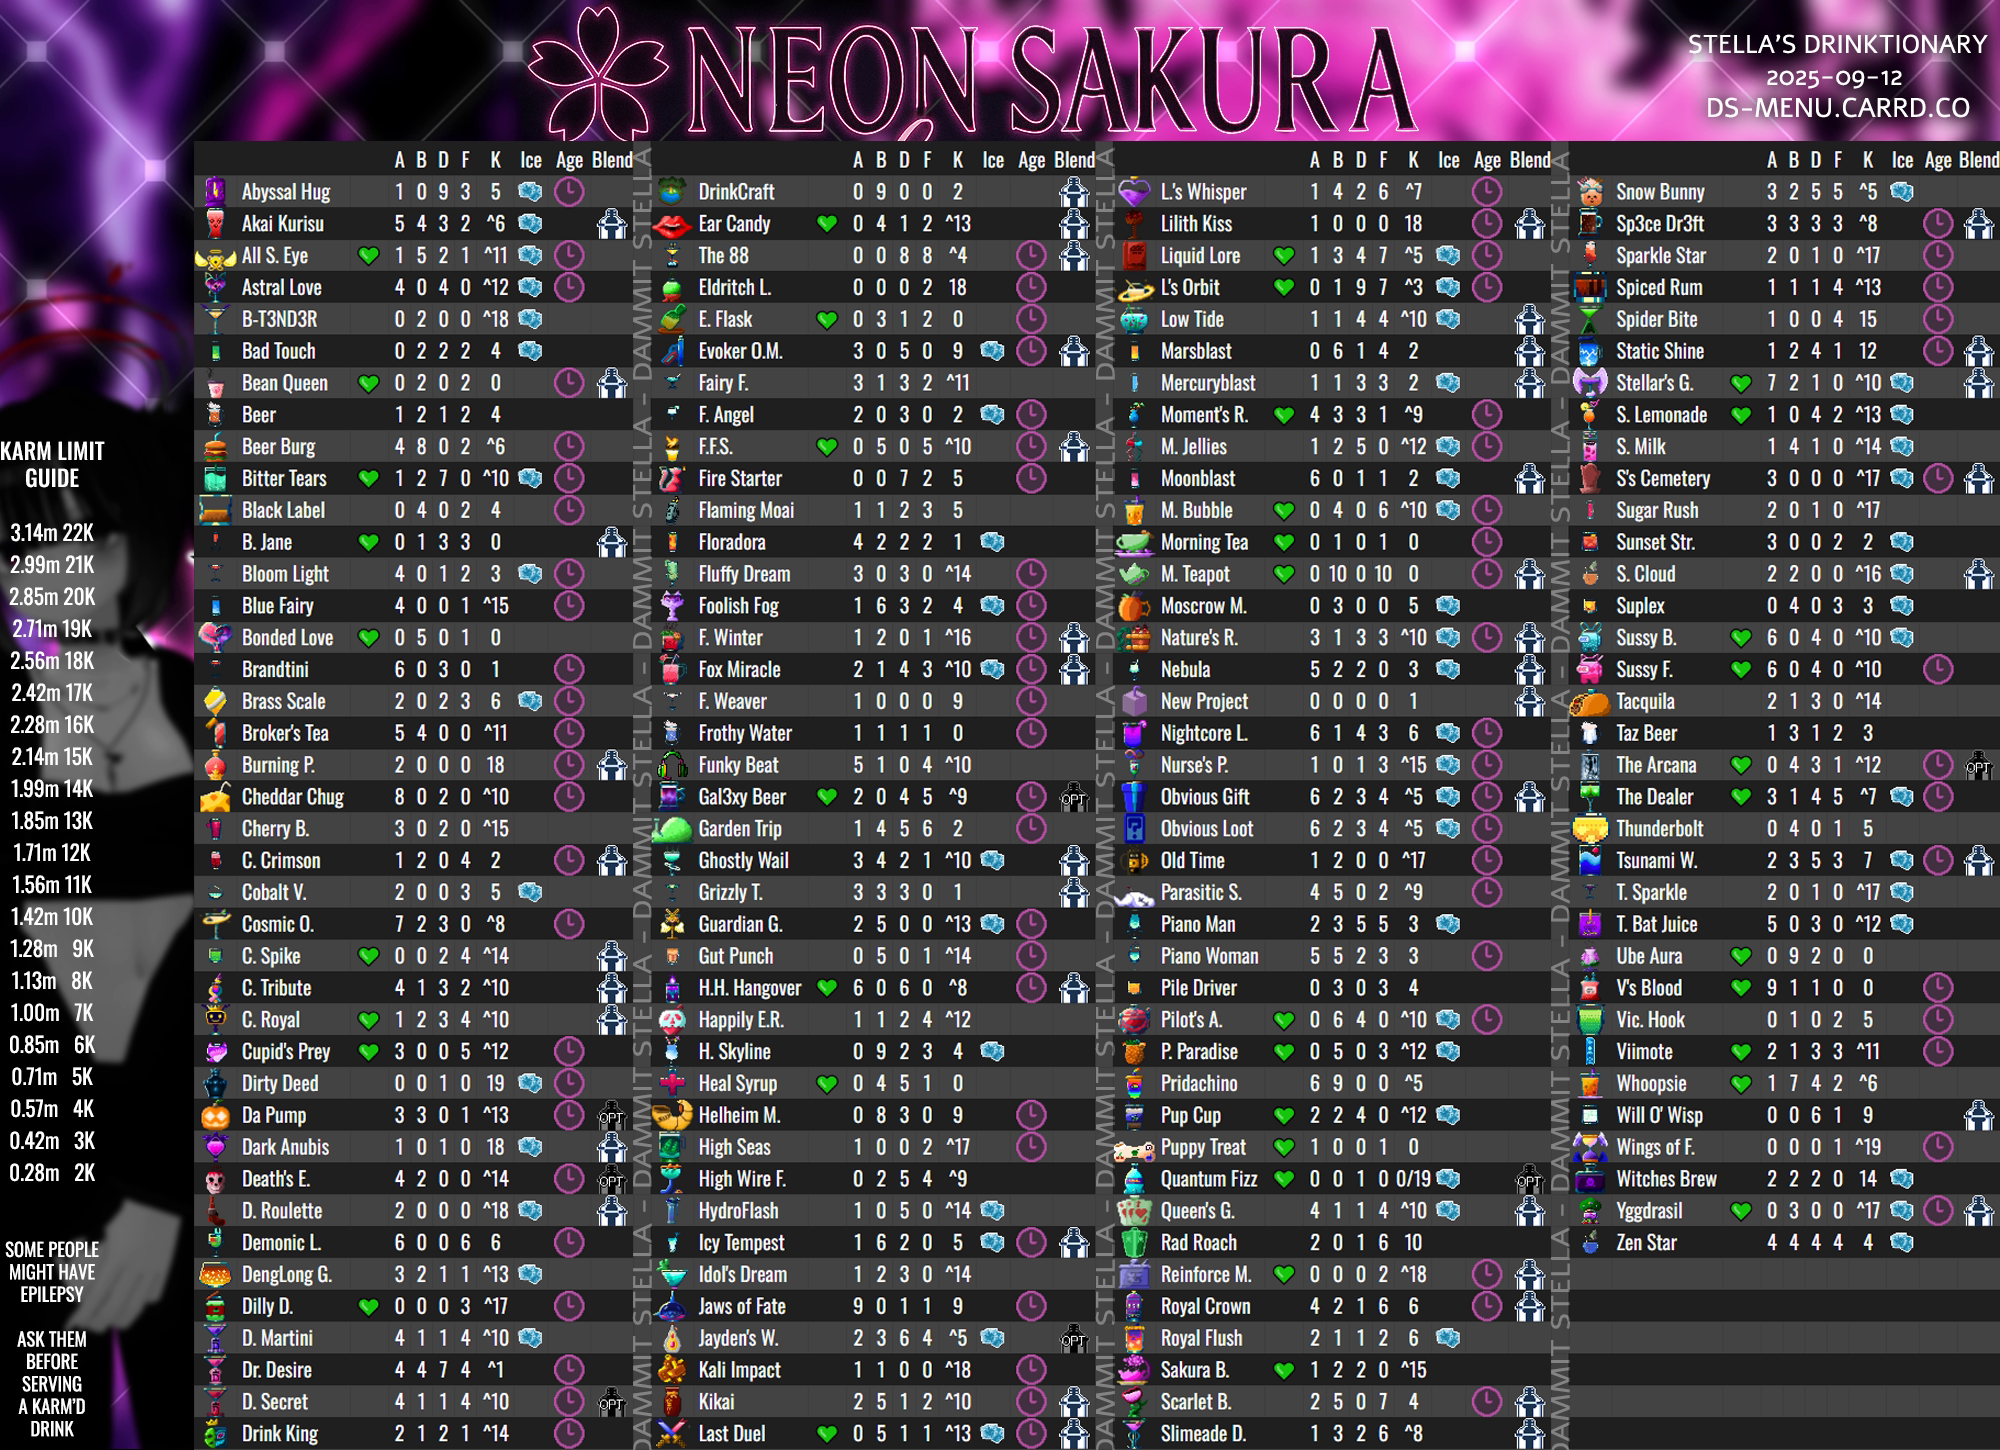 NEON SAKURA
STELLA'S DRINKTIONARY
2025-09-12
DS-MENU.CARRD.CO
KARM LIMIT
GUIDE
3.14m 22K
2.99m 21K
2.85m 20K
2.71m 19K
2.56m 18K
2.42m 17K
2.28m 16K
2.14m 15K
1.99m 14K
1.85m 13K
1.71m 12K
1.56m 11K
1.42m 10K
1.28m 9K
1.13m 8K
1.00m 7K
0.85m 6K
0.71m 5K
0.57m 4K
0.42m 3K
0.28m 2K
SOME PEOPLE
MIGHT HAVE
EPILEPSY
ASK THEM
BEFORE
SERVING
A KARM'D
DRINK
A B D F K Ice Age Blend
Abyssal Hug 1 0 9 3 5
Akai Kurisu 5 4 3 2 ^6
All S. Eye 1 5 2 1 ^11
Astral Love 4 0 4 0 ^12
B-T3ND3R 0 2 0 0 ^18
Bad Touch 0 2 2 2 4
Bean Queen 0 2 0 2 0
Beer 1 2 1 2 4
Beer Burg 4 8 0 2 ^6
Bitter Tears 1 2 7 0 ^10
Black Label 0 4 0 2 4
B. Jane 0 1 3 3 0
Bloom Light 4 0 1 2 3
Blue Fairy 4 0 0 1 ^15
Bonded Love 0 5 0 1 0
Brandtini 6 0 3 0 1
Brass Scale 2 0 2 3 6
Broker's Tea 5 4 0 0 ^11
Burning P. 2 0 0 0 18
Cheddar Chug 8 0 2 0 ^10
Cherry B. 3 0 2 0 ^15
C. Crimson 1 2 0 4 2
Cobalt V. 2 0 0 3 5
Cosmic O. 7 2 3 0 ^8
C. Spike 0 0 2 4 ^14
C. Tribute 4 1 3 2 ^10
C. Royal 1 2 3 4 ^10
Cupid's Prey 3 0 0 5 ^12
Dirty Deed 0 0 1 0 19
Da Pump 3 3 0 1 ^13 OPT
Dark Anubis 1 0 1 0 18
Death's E. 4 2 0 0 ^14 OPT
D. Roulette 2 0 0 0 ^18
Demonic L. 6 0 0 6 6
DengLong G. 3 2 1 1 ^13
Dilly D. 0 0 0 3 ^17
D. Martini 4 1 1 4 ^10
Dr. Desire 4 4 7 4 ^1
D. Secret 4 1 1 4 ^10 OPT
Drink King 2 1 2 1 ^14
DAMMIT STELLA - DAMMIT STELLA - DAMMIT STELLA - DAMMIT STELLA
A B D F K Ice Age Blend
DrinkCraft 0 9 0 0 2
Ear Candy 0 4 1 2 ^13
The 88 0 0 8 8 ^4
Eldritch L. 0 0 0 2 18
E. Flask 0 3 1 2 0
Evoker O.M. 3 0 5 0 9
Fairy F. 3 1 3 2 ^11
F. Angel 2 0 3 0 2
F.F.S. 0 5 0 5 ^10
Fire Starter 0 0 7 2 5
Flaming Moai 1 1 2 3 5
Floradora 4 2 2 2 1
Fluffy Dream 3 0 3 0 ^14
Foolish Fog 1 6 3 2 4
F. Winter 1 2 0 1 ^16
Fox Miracle 2 1 4 3 ^10
F. Weaver 1 0 0 0 9
Frothy Water 1 1 1 1 0
Funky Beat 5 1 0 4 ^10
Gal3xy Beer 2 0 4 5 ^9 OPT
Garden Trip 1 4 5 6 2
Ghostly Wail 3 4 2 1 ^10
Grizzly T. 3 3 3 0 1
Guardian G. 2 5 0 0 ^13
Gut Punch 0 5 0 1 ^14
H.H. Hangover 6 0 6 0 ^8
Happily E.R. 1 1 2 4 ^12
H. Skyline 0 9 2 3 4
Heal Syrup 0 4 5 1 0
Helheim M. 0 8 3 0 9
High Seas 1 0 0 2 ^17
High Wire F. 0 2 5 4 ^9
HydroFlash 1 0 5 0 ^14
Icy Tempest 1 6 2 0 5
Idol's Dream 1 2 3 0 ^14
Jaws of Fate 9 0 1 1 9
Jayden's W. 2 3 6 4 ^5 OPT
Kali Impact 1 1 0 0 ^18
Kikai 2 5 1 2 ^10
Last Duel 0 5 1 1 ^13
DAMMIT STELLA - DAMMIT STELLA - DAMMIT STELLA - DAMMIT STELLA
A B D F K Ice Age Blend
L.'s Whisper 1 4 2 6 ^7
Lilith Kiss 1 0 0 0 18
Liquid Lore 1 3 4 7 ^5
L's Orbit 0 1 9 7 ^3
Low Tide 1 1 4 4 ^10
Marsblast 0 6 1 4 2
Mercuryblast 1 1 3 3 2
Moment's R. 4 3 3 1 ^9
M. Jellies 1 2 5 0 ^12
Moonblast 6 0 1 1 2
M. Bubble 0 4 0 6 ^10
Morning Tea 0 1 0 1 0
M. Teapot 0 10 0 10 0
Moscrow M. 0 3 0 0 5
Nature's R. 3 1 3 3 ^10
Nebula 5 2 2 0 3
New Project 0 0 0 0 1
Nightcore L. 6 1 4 3 6
Nurse's P. 1 0 1 3 ^15
Obvious Gift 6 2 3 4 ^5
Obvious Loot 6 2 3 4 ^5
Old Time 1 2 0 0 ^17
Parasitic S. 4 5 0 2 ^9
Piano Man 2 3 5 5 3
Piano Woman 5 5 2 3 3
Pile Driver 0 3 0 3 4
Pilot's A. 0 6 4 0 ^10
P. Paradise 0 5 0 3 ^12
Pridachino 6 9 0 0 ^5
Pup Cup 2 2 4 0 ^12
Puppy Treat 1 0 0 1 0
Quantum Fizz 0 0 1 0 0/19 OPT
Queen's G. 4 1 1 4 ^10
Rad Roach 2 0 1 6 10
Reinforce M. 0 0 0 2 ^18
Royal Crown 4 2 1 6 6
Royal Flush 2 1 1 2 6
Sakura B. 1 2 2 0 ^15
Scarlet B. 2 5 0 7 4
Slimeade D. 1 3 2 6 ^8
DAMMIT STELLA - DAMMIT STELLA - DAMMIT STELLA - DAMMIT STELLA
A B D F K Ice Age Blend
Snow Bunny 3 2 5 5 ^5
Sp3ce Dr3ft 3 3 3 3 ^8
Sparkle Star 2 0 1 0 ^17
Spiced Rum 1 1 1 4 ^13
Spider Bite 1 0 0 4 15
Static Shine 1 2 4 1 12
Stellar's G. 7 2 1 0 ^10
S. Lemonade 1 0 4 2 ^13
S. Milk 1 4 1 0 ^14
S's Cemetery 3 0 0 0 ^17
Sugar Rush 2 0 1 0 ^17
Sunset Str. 3 0 0 2 2
S. Cloud 2 2 0 0 ^16
Suplex 0 4 0 3 3
Sussy B. 6 0 4 0 ^10
Sussy F. 6 0 4 0 ^10
Tacquila 2 1 3 0 ^14
Taz Beer 1 3 1 2 3
The Arcana 0 4 3 1 ^12 OPT
The Dealer 3 1 4 5 ^7
Thunderbolt 0 4 0 1 5
Tsunami W. 2 3 5 3 7
T. Sparkle 2 0 1 0 ^17
T. Bat Juice 5 0 3 0 ^12
Ube Aura 0 9 2 0 0
V's Blood 9 1 1 0 0
Vic. Hook 0 1 0 2 5
Viimote 2 1 3 3 ^11
Whoopsie 1 7 4 2 ^6
Will O' Wisp 0 0 6 1 9
Wings of F. 0 0 0 1 ^19
Witches Brew 2 2 2 0 14
Yggdrasil 0 3 0 0 ^17
Zen Star 4 4 4 4 4